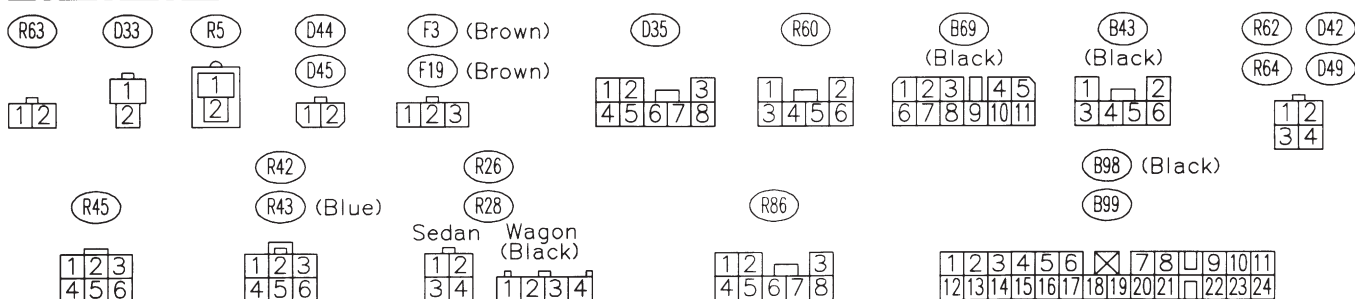 R63 D33 R5 D44 F3 (Brown) D35 R60 B69 B43 R62 D42
D45 F19 (Brown) (Black) (Black) R64 D49
1 2
1
2
1
2
1 2
1 2 3
1 2 3
4 5 6 7 8
1 2
3 4 5 6
1 2 3 4 5
6 7 8 9 10 11
1 2
3 4 5 6
1 2
3 4
R42 R26 B98 (Black)
R45 R43 (Blue) R28 R86 B99
Sedan Wagon
(Black)
1 2 3
4 5 6
1 2 3
4 5 6
1 2
3 4
1 2 3 4
1 2 3
4 5 6 7 8
1 2 3 4 5 6 7 8 9 10 11
12 13 14 15 16 17 18 19 20 21 22 23 24